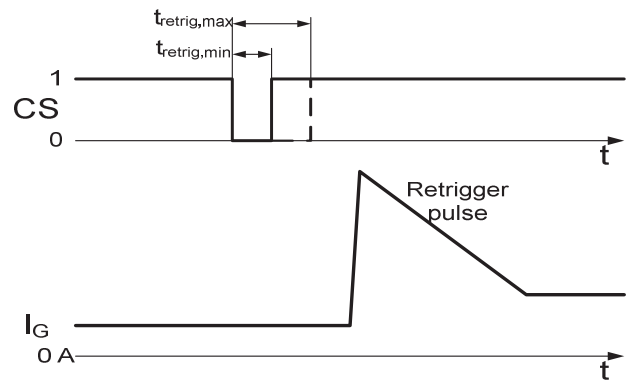 tretrig,max
tretrig,min
1
CS
0
t
Retrigger
pulse
IG
0 A
t